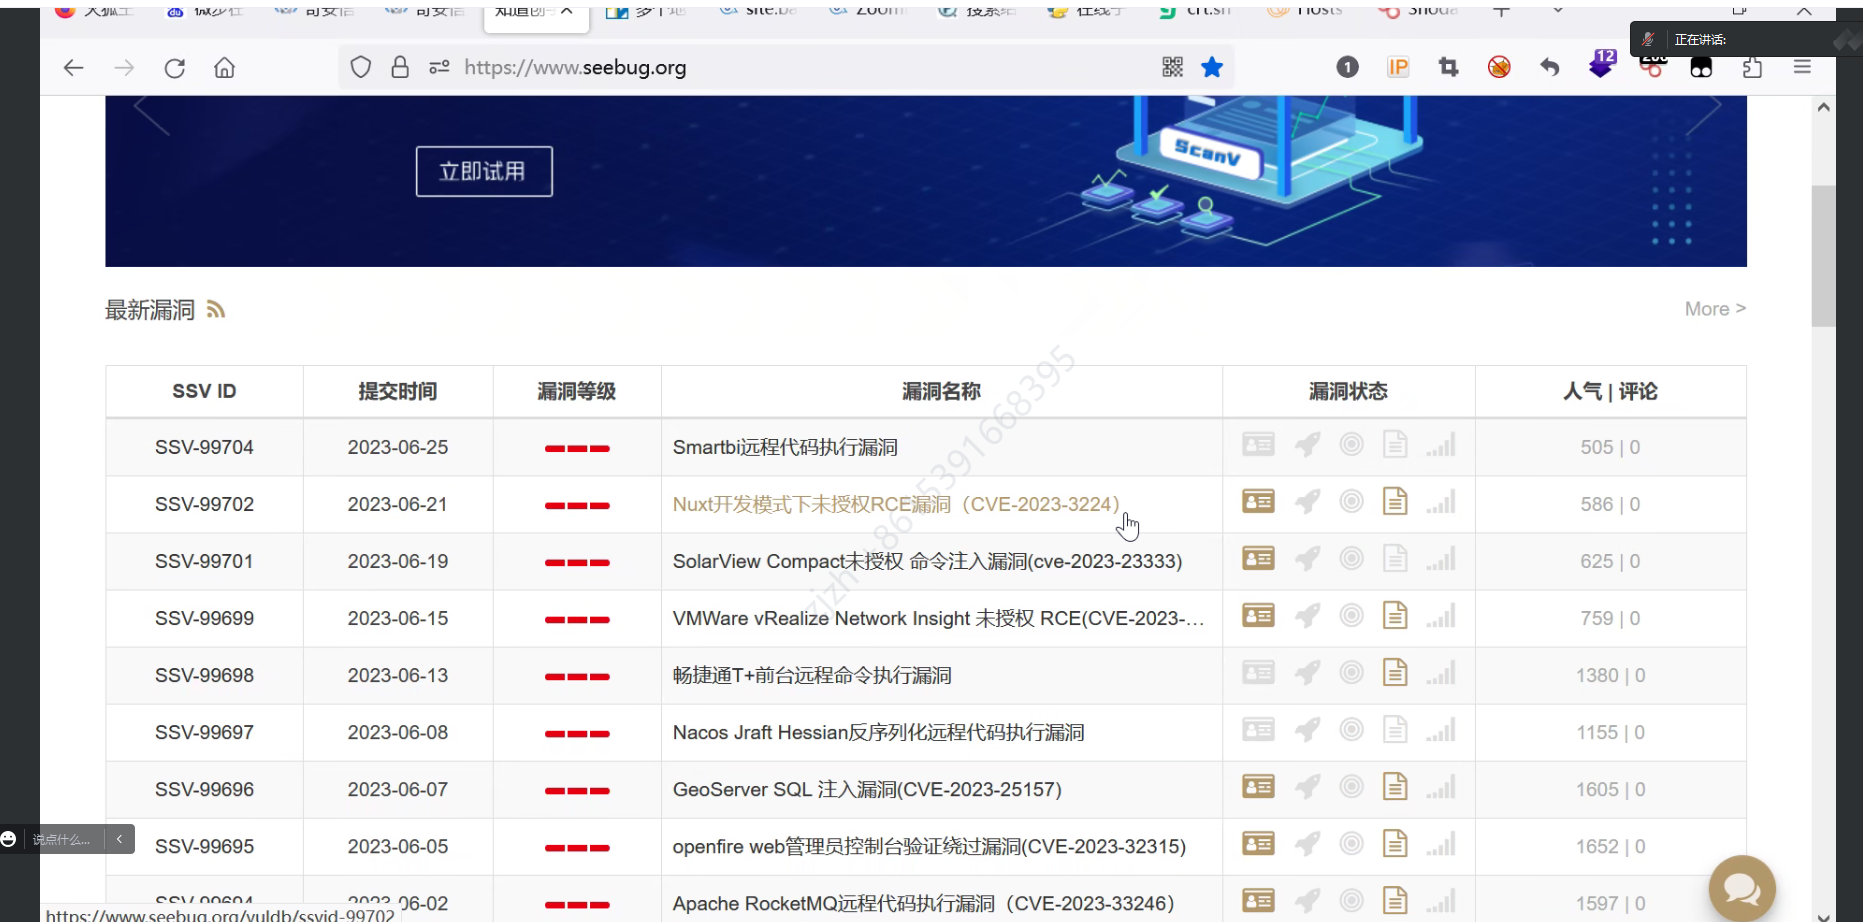 知道创
site.ba
crt.sh
Hosts
正在讲话:
https://www.seebug.org
1
IP
12
立即试用
ScanV
最新漏洞
More >
SSV ID 提交时间 漏洞等级 漏洞名称 漏洞状态 人气 | 评论
SSV-99704 2023-06-25 Smartbi远程代码执行漏洞 505 | 0
SSV-99702 2023-06-21 Nuxt开发模式下未授权RCE漏洞（CVE-2023-3224） 586 | 0
SSV-99701 2023-06-19 SolarView Compact未授权 命令注入漏洞(cve-2023-23333) 625 | 0
SSV-99699 2023-06-15 VMWare vRealize Network Insight 未授权 RCE(CVE-2023-... 759 | 0
SSV-99698 2023-06-13 畅捷通T+前台远程命令执行漏洞 1380 | 0
SSV-99697 2023-06-08 Nacos Jraft Hessian反序列化远程代码执行漏洞 1155 | 0
SSV-99696 2023-06-07 GeoServer SQL 注入漏洞(CVE-2023-25157) 1605 | 0
说点什么...
SSV-99695 2023-06-05 openfire web管理员控制台验证绕过漏洞(CVE-2023-32315) 1652 | 0
SSV-99694 2023-06-02 Apache RocketMQ远程代码执行漏洞（CVE-2023-33246） 1597 | 0
https://www.seebug.org/vuldb/ssvid-99702